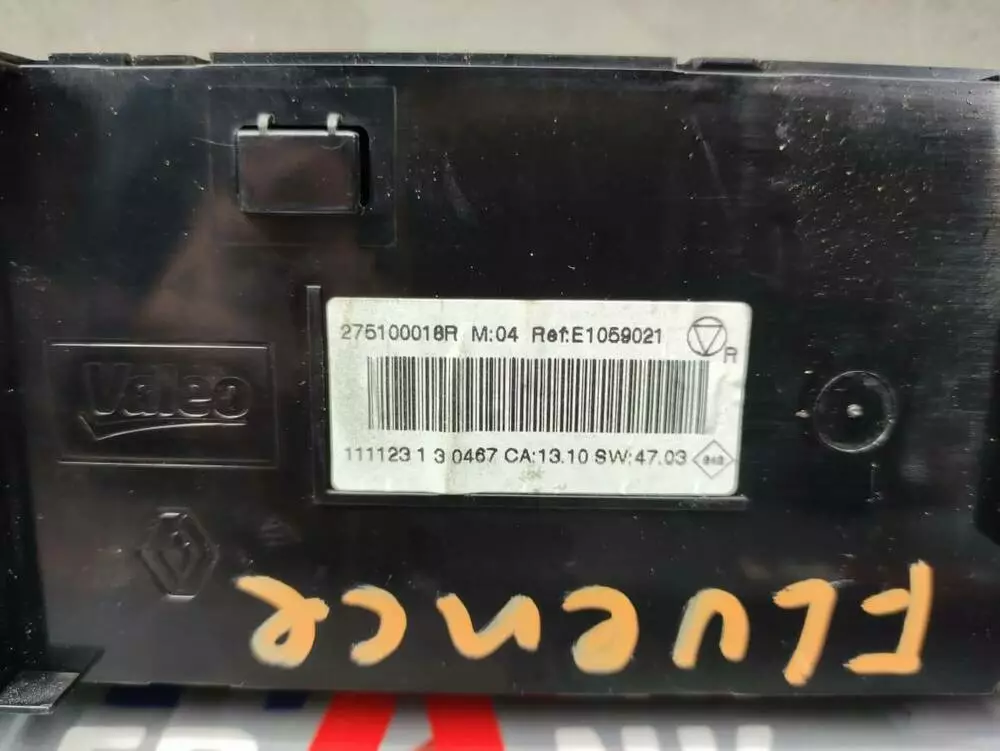 275100018R M:04 Ref:E1059021
R
Valeo
111123 1 3 0467 CA:13.10 SW:47.03
FLUENCE